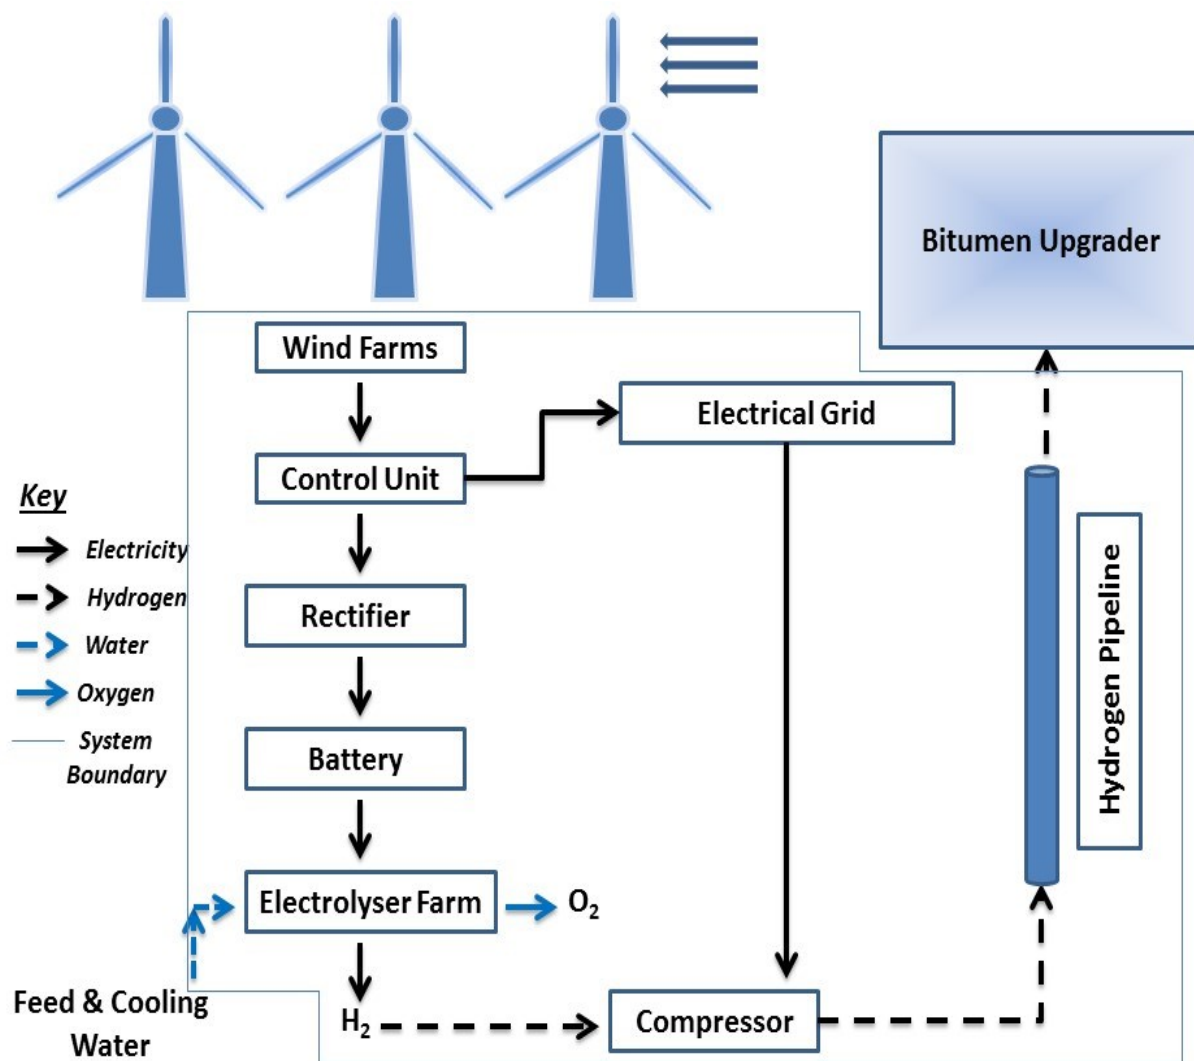 Bitumen Upgrader
Wind Farms
Electrical Grid
Control Unit
Key
Electricity
Hydrogen
Water
Oxygen
System
Boundary
Rectifier
Battery
Hydrogen Pipeline
Electrolyser Farm
O₂
Feed & Cooling
Water
H₂
Compressor